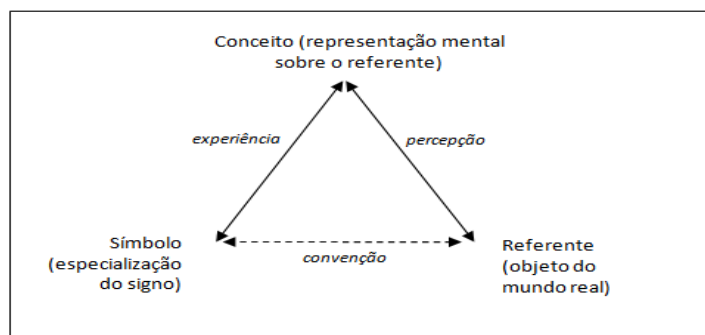 Conceito (representação mental
sobre o referente)
experiência
percepção
Símbolo
(especialização
do signo)
convenção
Referente
(objeto do
mundo real)